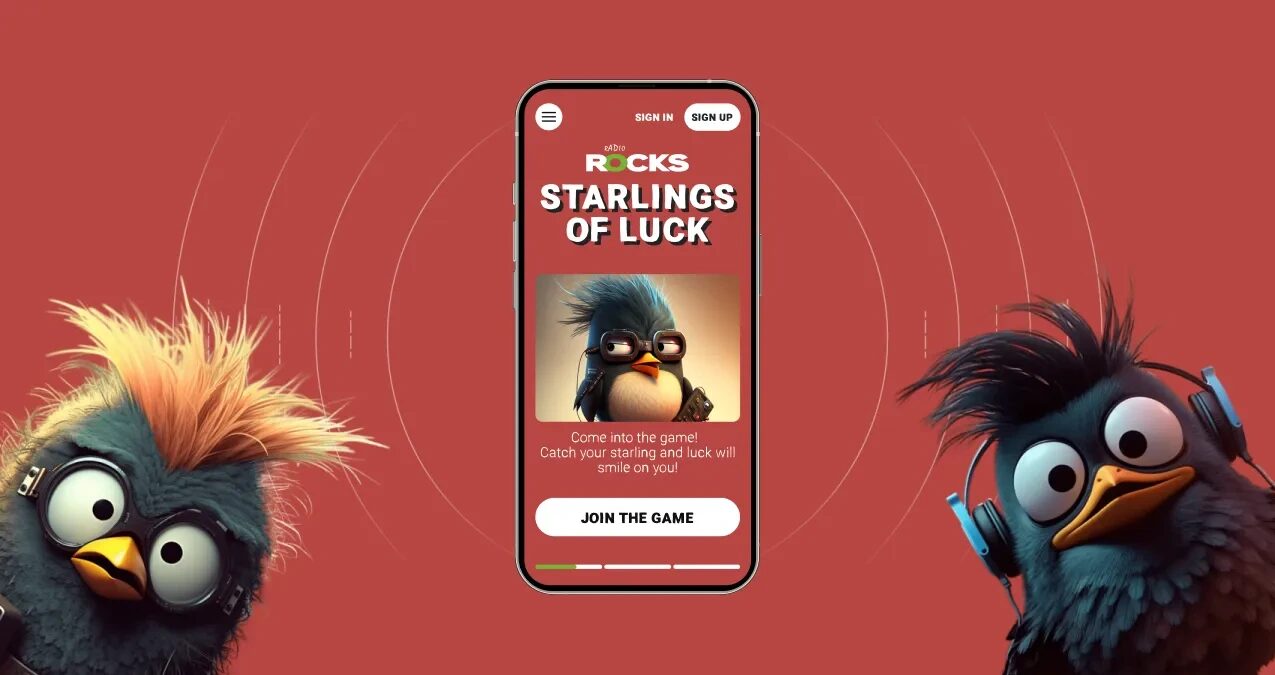 SIGN IN SIGN UP
RADIO
ROCKS
STARLINGS
OF LUCK
Come into the game!
Catch your starling and luck will
smile on you!
JOIN THE GAME